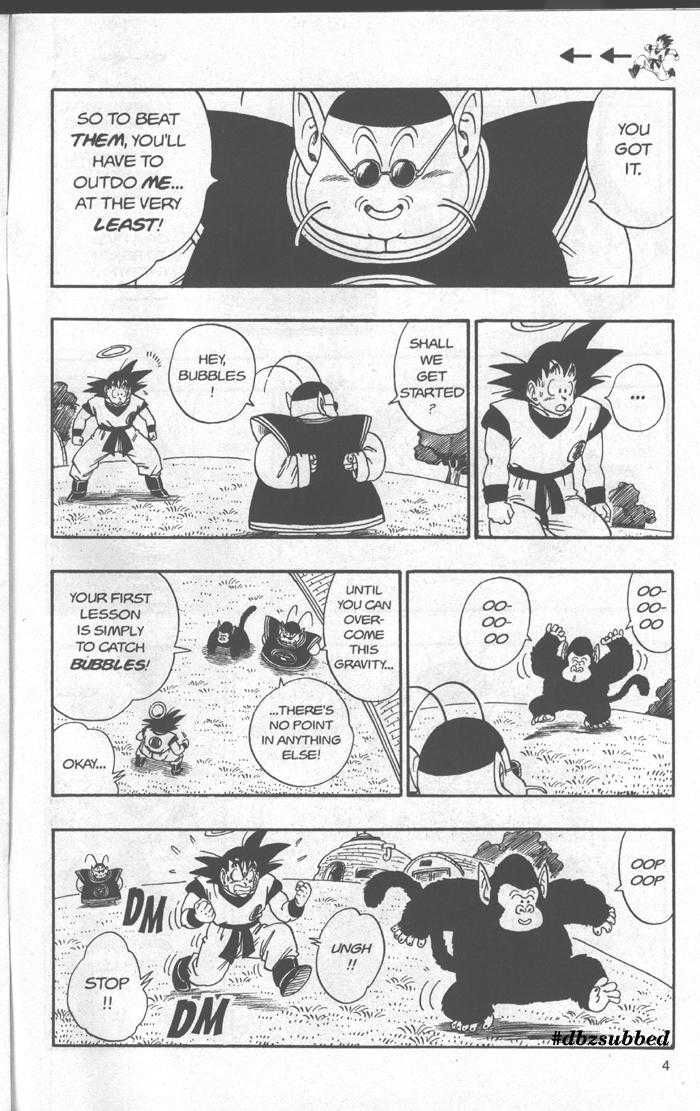 YOU
GOT
IT.
SO TO BEAT
THEM, YOU'LL
HAVE TO
OUTDO ME...
AT THE VERY
LEAST!
...
SHALL
WE
GET
STARTED
?
HEY,
BUBBLES
!
OO-
OO-
OO
OO-
OO-
OO
UNTIL
YOU CAN
OVER-
COME
THIS
GRAVITY...
...THERE'S
NO POINT
IN ANYTHING
ELSE!
YOUR FIRST
LESSON
IS SIMPLY
TO CATCH
BUBBLES!
OKAY...
OOP
OOP
UNGH
!!
DM
DM
STOP
!!
#dbzsubbed
4